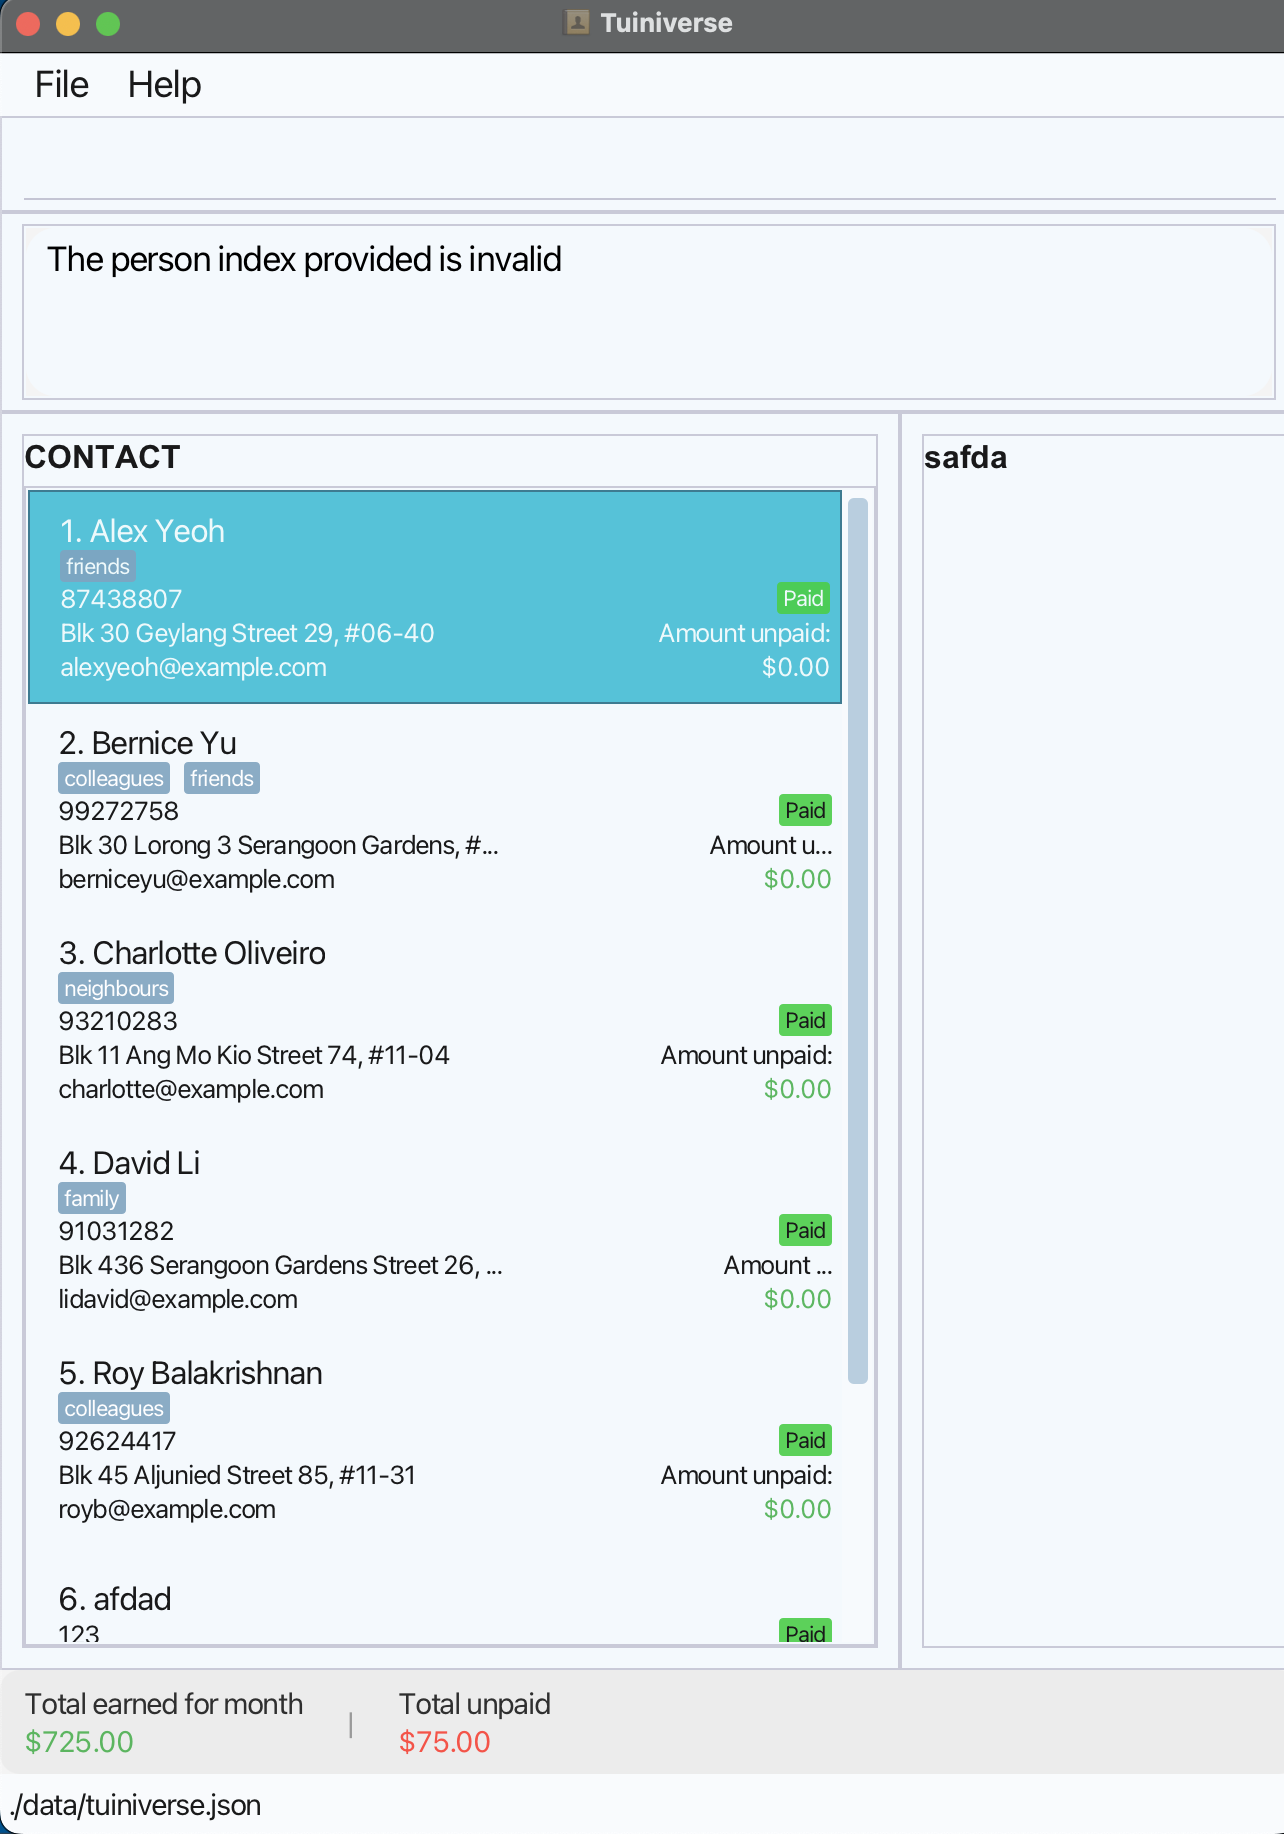 Tuiniverse
File Help
The person index provided is invalid
CONTACT
1. Alex Yeoh
friends
87438807 Paid
Blk 30 Geylang Street 29, #06-40 Amount unpaid:
alexyeoh@example.com $0.00
2. Bernice Yu
colleagues friends
99272758 Paid
Blk 30 Lorong 3 Serangoon Gardens, #... Amount u...
berniceyu@example.com $0.00
3. Charlotte Oliveiro
neighbours
93210283 Paid
Blk 11 Ang Mo Kio Street 74, #11-04 Amount unpaid:
charlotte@example.com $0.00
4. David Li
family
91031282 Paid
Blk 436 Serangoon Gardens Street 26, ... Amount ...
lidavid@example.com $0.00
5. Roy Balakrishnan
colleagues
92624417 Paid
Blk 45 Aljunied Street 85, #11-31 Amount unpaid:
royb@example.com $0.00
6. afdad
123 Paid
safda
Total earned for month | Total unpaid
$725.00 $75.00
./data/tuiniverse.json